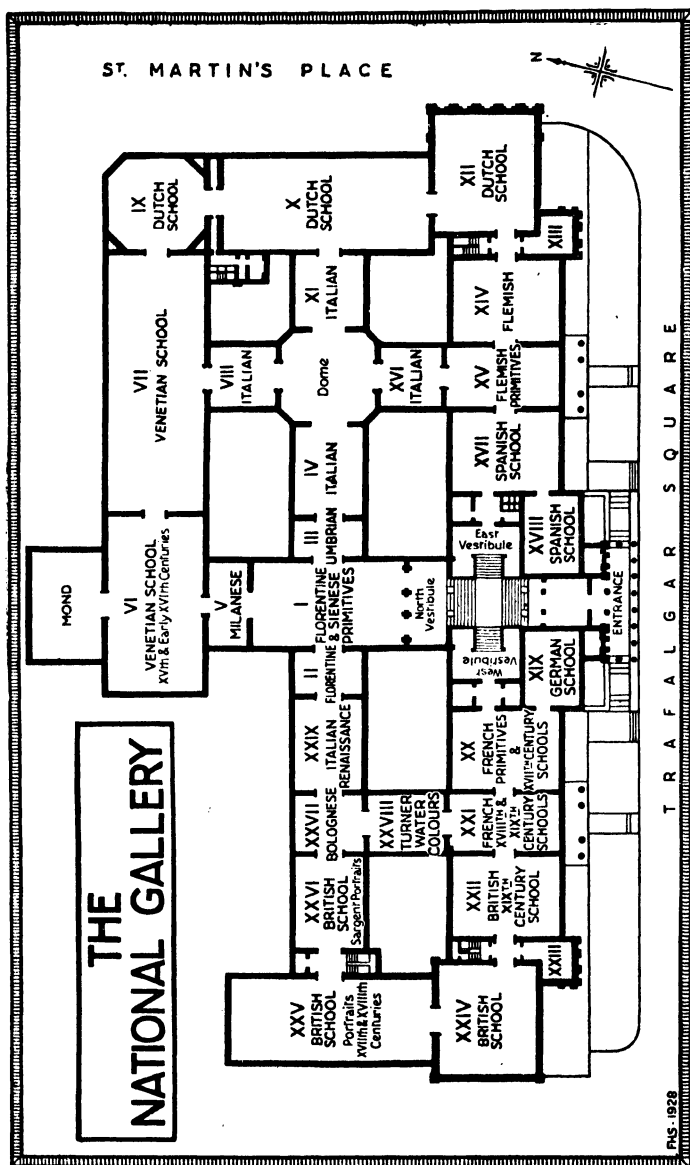 THE
NATIONAL GALLERY
ST. MARTIN'S PLACE
N
MOND
VI
VENETIAN SCHOOL
XVth & Early XVIth Centuries
VII
VENETIAN SCHOOL
IX
DUTCH
SCHOOL
V
MILANESE
VIII
ITALIAN
X
DUTCH
SCHOOL
XXV
BRITISH
SCHOOL
Portraits
XVIIth & XVIIIth
Centuries
XXVI
BRITISH
SCHOOL
Sargent Portraits
XXVII
BOLOGNESE
XXIX
ITALIAN
RENAISSANCE
II
FLORENTINE
I
FLORENTINE
& SIENESE
PRIMITIVES
III
UMBRIAN
IV
ITALIAN
Dome
XI
ITALIAN
XXVIII
TURNER
WATER
COLOURS
North
Vestibule
XVI
ITALIAN
XII
DUTCH
SCHOOL
XXIV
BRITISH
SCHOOL
XXII
BRITISH
XIXTH
CENTURY
SCHOOL
XXI
FRENCH
XVIIITH &
XIXTH
CENTURY
SCHOOLS
XX
FRENCH
PRIMITIVES
&
XVIITH CENTURY
SCHOOLS
West
Vestibule
East
Vestibule
XVII
SPANISH
SCHOOL
XV
FLEMISH
PRIMITIVES
XIV
FLEMISH
XXIII
XIX
GERMAN
SCHOOL
XVIII
SPANISH
SCHOOL
XIII
ENTRANCE
TRAFALGAR SQUARE
FHS-1928